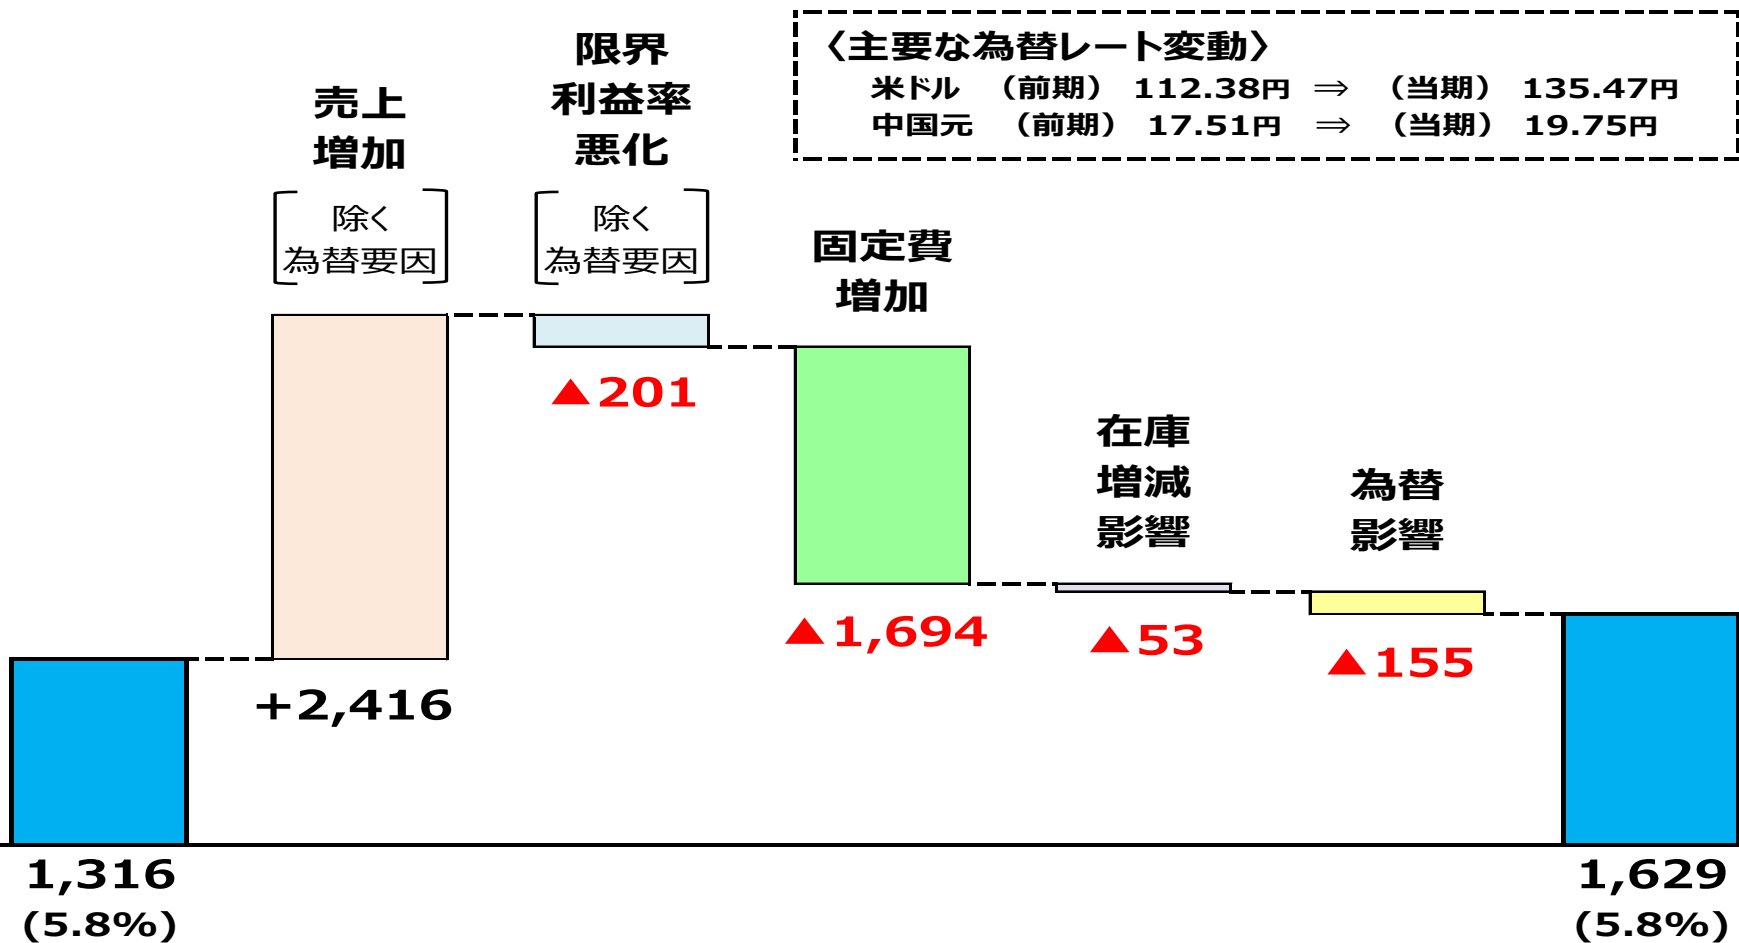 〈主要な為替レート変動〉
米ドル （前期） 112.38円 ⇒ （当期） 135.47円
中国元 （前期） 17.51円 ⇒ （当期） 19.75円
売上
増加
除く
為替要因
限界
利益率
悪化
除く
為替要因
固定費
増加
在庫
増減
影響
為替
影響
1,316
(5.8%)
+2,416
▲201
▲1,694
▲53
▲155
1,629
(5.8%)